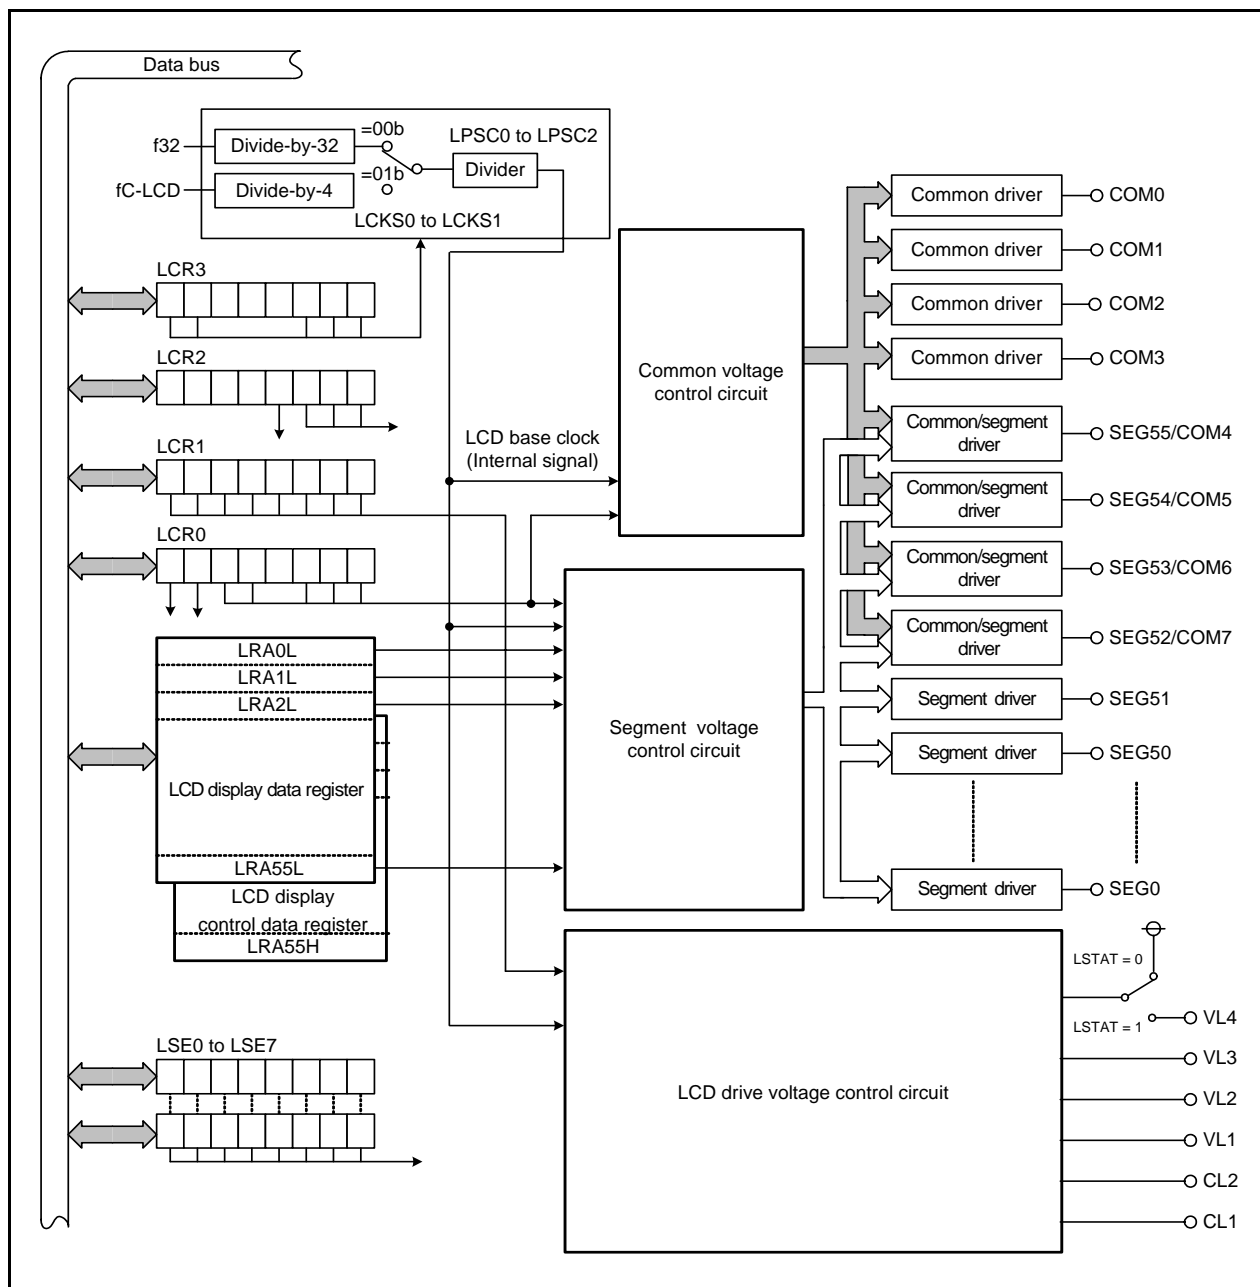 Data bus
f32
Divide-by-32
=00b
LPSC0 to LPSC2
Divider
fC-LCD
Divide-by-4
=01b
LCKS0 to LCKS1
LCR3
LCR2
LCR1
LCR0
LCD base clock
(Internal signal)
LRA0L
LRA1L
LRA2L
LCD display data register
LRA55L
LCD display
control data register
LRA55H
LSE0 to LSE7
Common voltage
control circuit
Segment voltage
control circuit
LCD drive voltage control circuit
Common driver
COM0
Common driver
COM1
Common driver
COM2
Common driver
COM3
Common/segment
driver
SEG55/COM4
Common/segment
driver
SEG54/COM5
Common/segment
driver
SEG53/COM6
Common/segment
driver
SEG52/COM7
Segment driver
SEG51
Segment driver
SEG50
Segment driver
SEG0
LSTAT = 0
LSTAT = 1
VL4
VL3
VL2
VL1
CL2
CL1